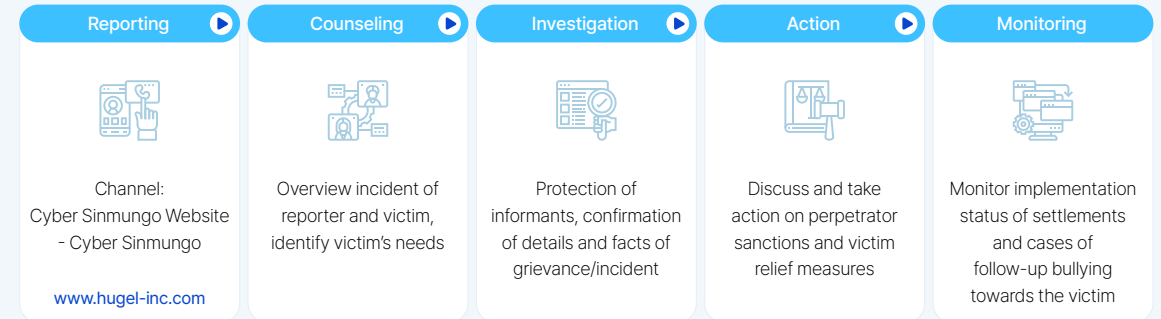 Reporting
Channel:
Cyber Sinmungo Website
- Cyber Sinmungo
www.hugel-inc.com
Counseling
Overview incident of
reporter and victim,
identify victim's needs
Investigation
Protection of
informants, confirmation
of details and facts of
grievance/incident
Action
Discuss and take
action on perpetrator
sanctions and victim
relief measures
Monitoring
Monitor implementation
status of settlements
and cases of
follow-up bullying
towards the victim